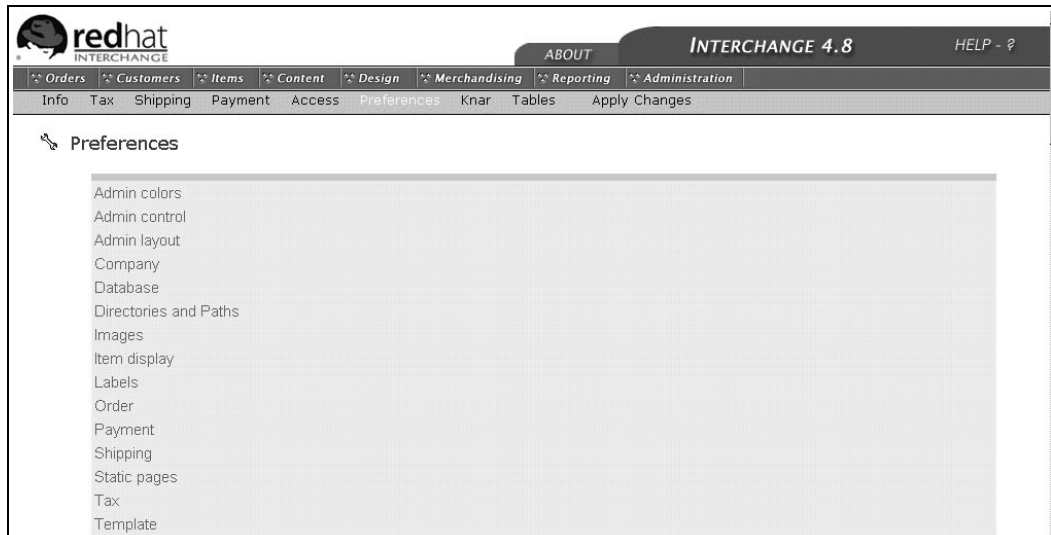 redhat
INTERCHANGE
ABOUT
INTERCHANGE 4.8
HELP - ?
Orders Customers Items Content Design Merchandising Reporting Administration
Info Tax Shipping Payment Access Preferences Knar Tables Apply Changes
Preferences
Admin colors
Admin control
Admin layout
Company
Database
Directories and Paths
Images
Item display
Labels
Order
Payment
Shipping
Static pages
Tax
Template